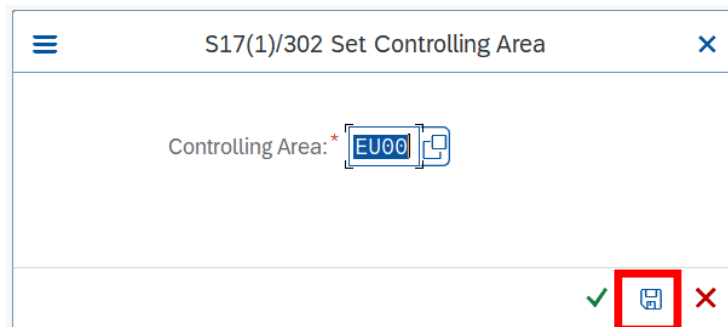 S17(1)/302 Set Controlling Area
Controlling Area:* EU00